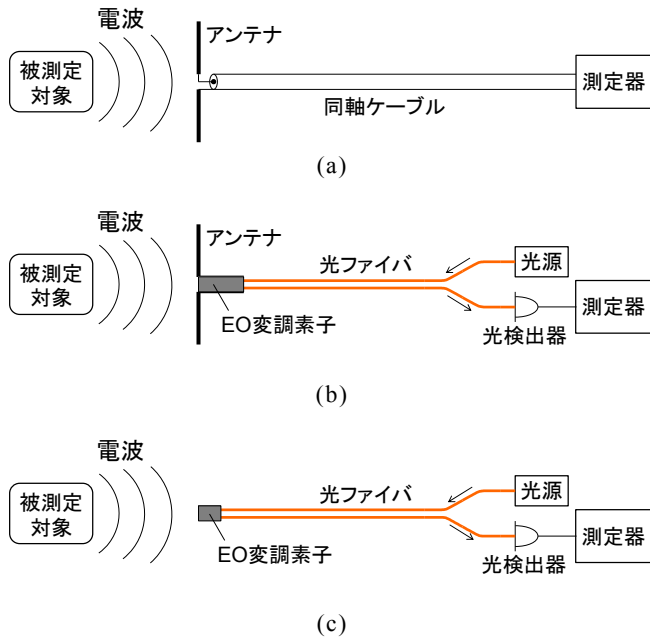 電波
アンテナ
被測定
対象
同軸ケーブル
測定器
(a)
電波
アンテナ
被測定
対象
光ファイバ
光源
EO変調素子
光検出器
測定器
(b)
電波
被測定
対象
光ファイバ
光源
EO変調素子
光検出器
測定器
(c)